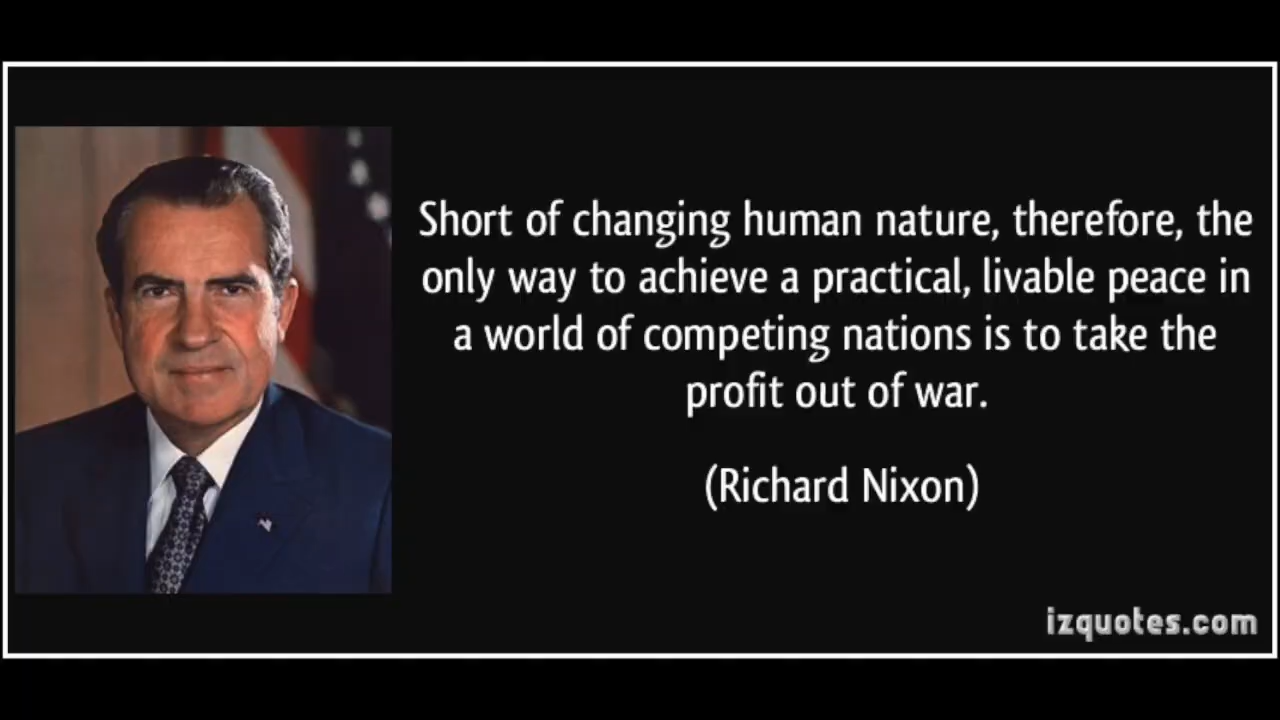 Short of changing human nature, therefore, the
only way to achieve a practical, livable peace in
a world of competing nations is to take the
profit out of war.
(Richard Nixon)
izquotes.com